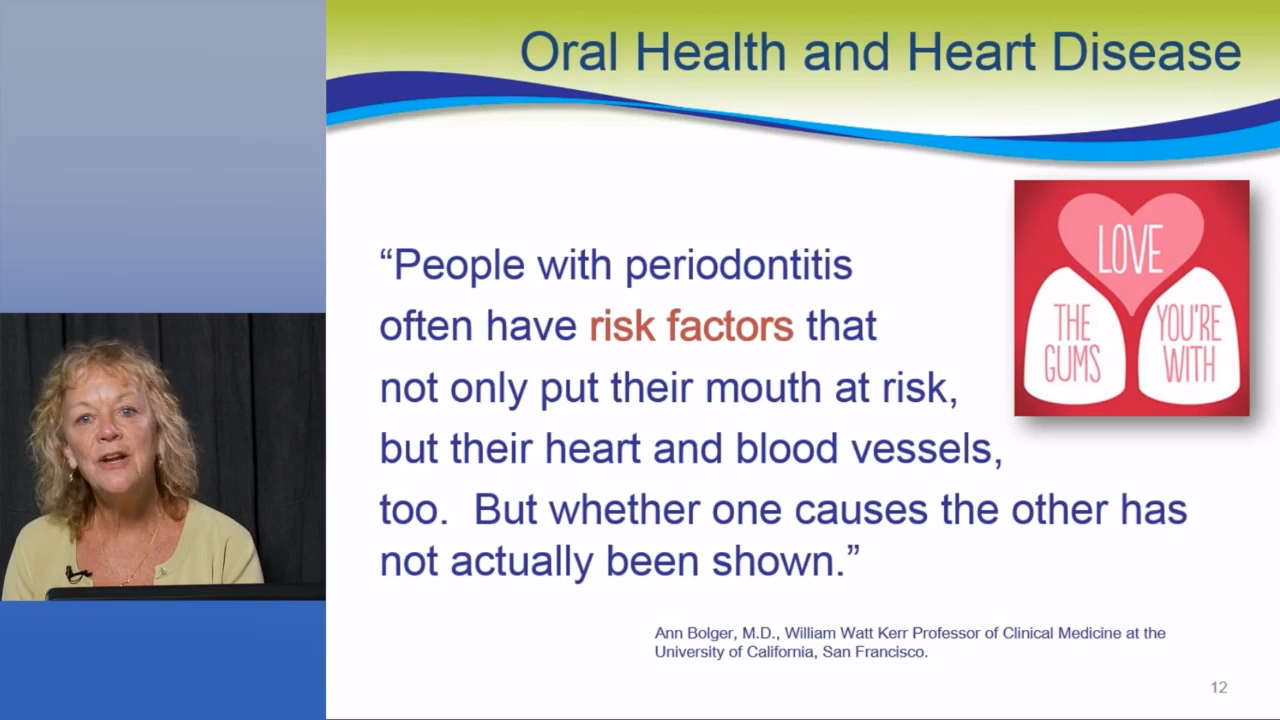 Oral Health and Heart Disease
LOVE
THE GUMS
YOU'RE WITH
“People with periodontitis
often have risk factors that
not only put their mouth at risk,
but their heart and blood vessels,
too.  But whether one causes the other has
not actually been shown.”
Ann Bolger, M.D., William Watt Kerr Professor of Clinical Medicine at the
University of California, San Francisco.
12